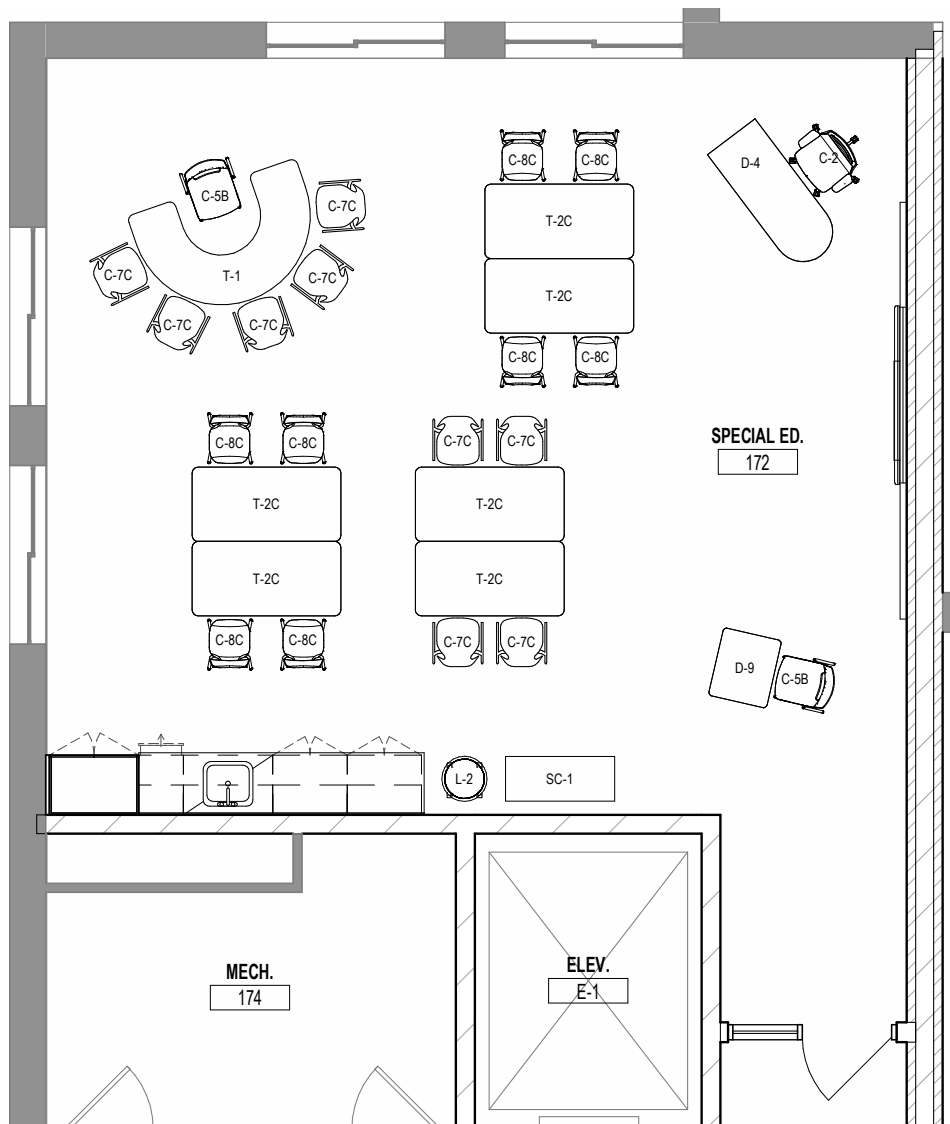 C-8C C-8C
D-4 C-2
C-5B
C-7C
T-2C
C-7C T-1 C-7C
T-2C
C-7C C-7C
C-8C C-8C
SPECIAL ED.
172
C-8C C-8C C-7C C-7C
T-2C T-2C
T-2C T-2C
C-8C C-8C C-7C C-7C
D-9 C-5B
L-2 SC-1
MECH.
174
ELEV.
E-1